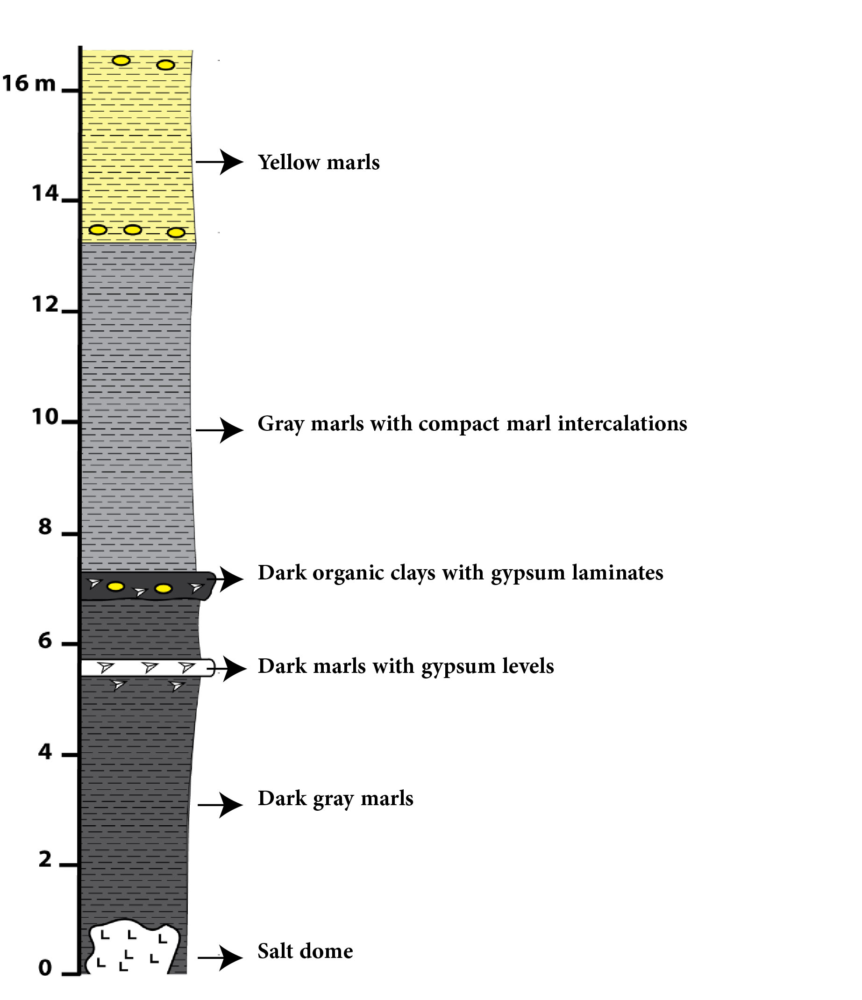 16 m
Yellow marls
14
12
10
Gray marls with compact marl intercalations
8
Dark organic clays with gypsum laminates
6
Dark marls with gypsum levels
4
Dark gray marls
2
Salt dome
0